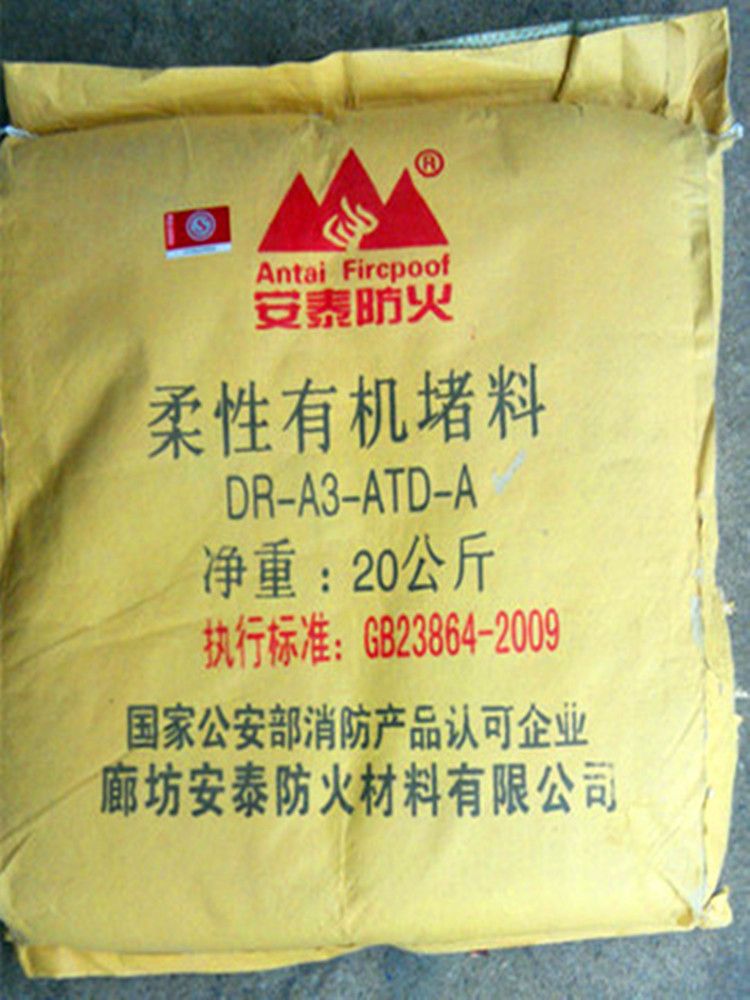 ®
Antai Fircpoof
安泰防火
柔性有机堵料
DR-A3-ATD-A
净重：20公斤
执行标准：GB23864-2009
国家公安部消防产品认可企业
廊坊安泰防火材料有限公司